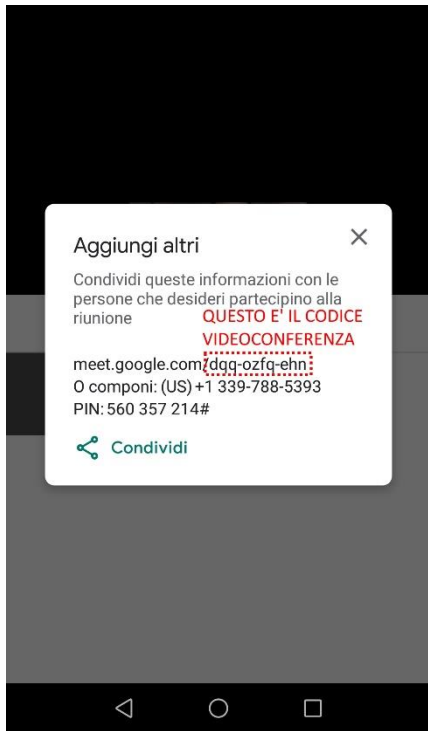 Aggiungi altri
Condividi queste informazioni con le
persone che desideri partecipino alla
riunione
QUESTO E' IL CODICE
VIDEOCONFERENZA
meet.google.com/dqq-ozfq-ehn
O componi: (US) +1 339-788-5393
PIN: 560 357 214#
Condividi